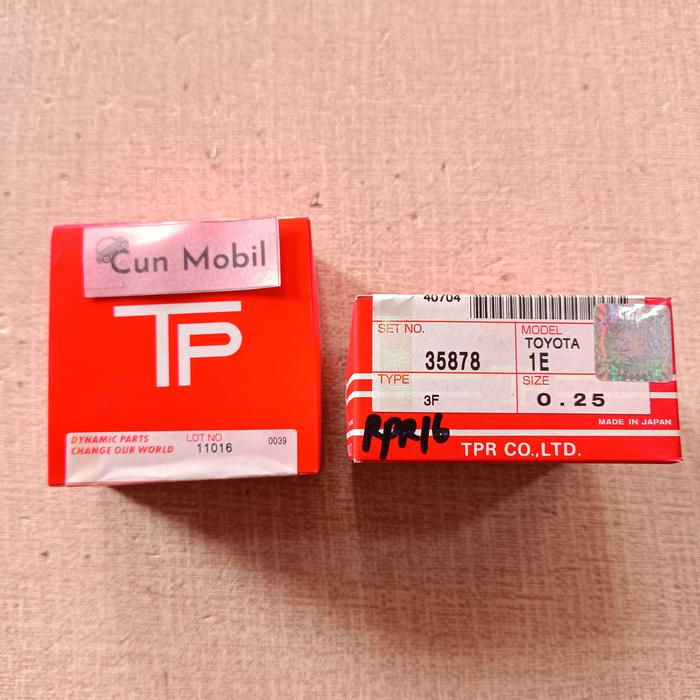 Cun Mobil
TP
DYNAMIC PARTS
CHANGE OUR WORLD
LOT NO
11016
0039
40704
SET NO.
35878
MODEL
TOYOTA
1E
TYPE
3F
SIZE
0.25
MADE IN JAPAN
RPR16
TPR CO.,LTD.